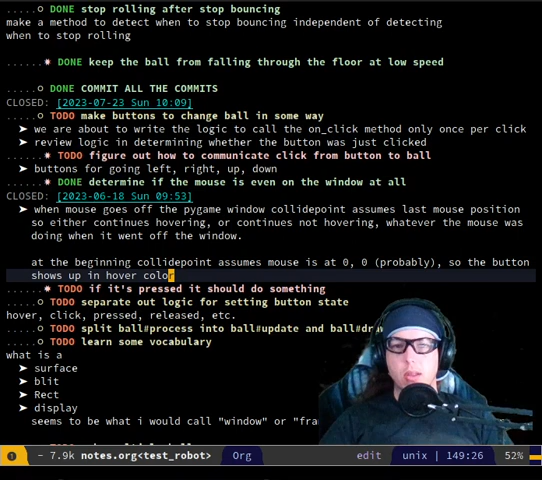 .....○ DONE stop rolling after stop bouncing
make a method to detect when to stop bouncing independent of detecting
when to stop rolling
......✷ DONE keep the ball from falling through the floor at low speed
.....○ DONE COMMIT ALL THE COMMITS
CLOSED: [2023-07-23 Sun 10:09]
.....○ TODO make buttons to change ball in some way
➤ we are about to write the logic to call the on_click method only once per click
➤ review logic in determining whether the button was just clicked
......✷ TODO figure out how to communicate click from button to ball
➤ buttons for going left, right, up, down
......✷ DONE determine if the mouse is even on the window at all
CLOSED: [2023-06-18 Sun 09:53]
➤ when mouse goes off the pygame window collidepoint assumes last mouse position
so either continues hovering, or continues not hovering, whatever the mouse was
doing when it went off the window.
at the beginning collidepoint assumes mouse is at 0, 0 (probably), so the button
shows up in hover color
......✷ TODO if it's pressed it should do something
.....○ TODO separate out logic for setting button state
hover, click, pressed, released, etc.
.....○ TODO split ball#process into ball#update and ball#dra
.....○ TODO learn some vocabulary
what is a
➤ surface
➤ blit
➤ Rect
➤ display
seems to be what i would call "window" or "fra
- 7.9k notes.org<test_robot> Org edit unix | 149:26 52%